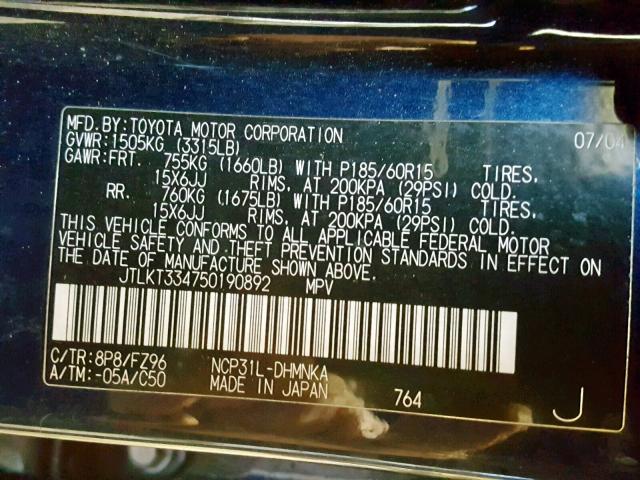 MFD.BY:TOYOTA MOTOR CORPORATION 07/04
GVWR:1505KG (3315LB)
GAWR:FRT. 755KG (1660LB) WITH P185/60R15 TIRES,
15X6JJ RIMS, AT 200KPA (29PSI) COLD.
RR. 760KG (1675LB) WITH P185/60R15 TIRES,
15X6JJ RIMS, AT 200KPA (29PSI) COLD.
THIS VEHICLE CONFORMS TO ALL APPLICABLE FEDERAL MOTOR
VEHICLE SAFETY AND THEFT PREVENTION STANDARDS IN EFFECT ON
THE DATE OF MANUFACTURE SHOWN ABOVE.
JTLKT334750190892 MPV
C/TR:8P8/FZ96 NCP31L-DHMNKA
A/TM:-05A/C50 MADE IN JAPAN 764 J